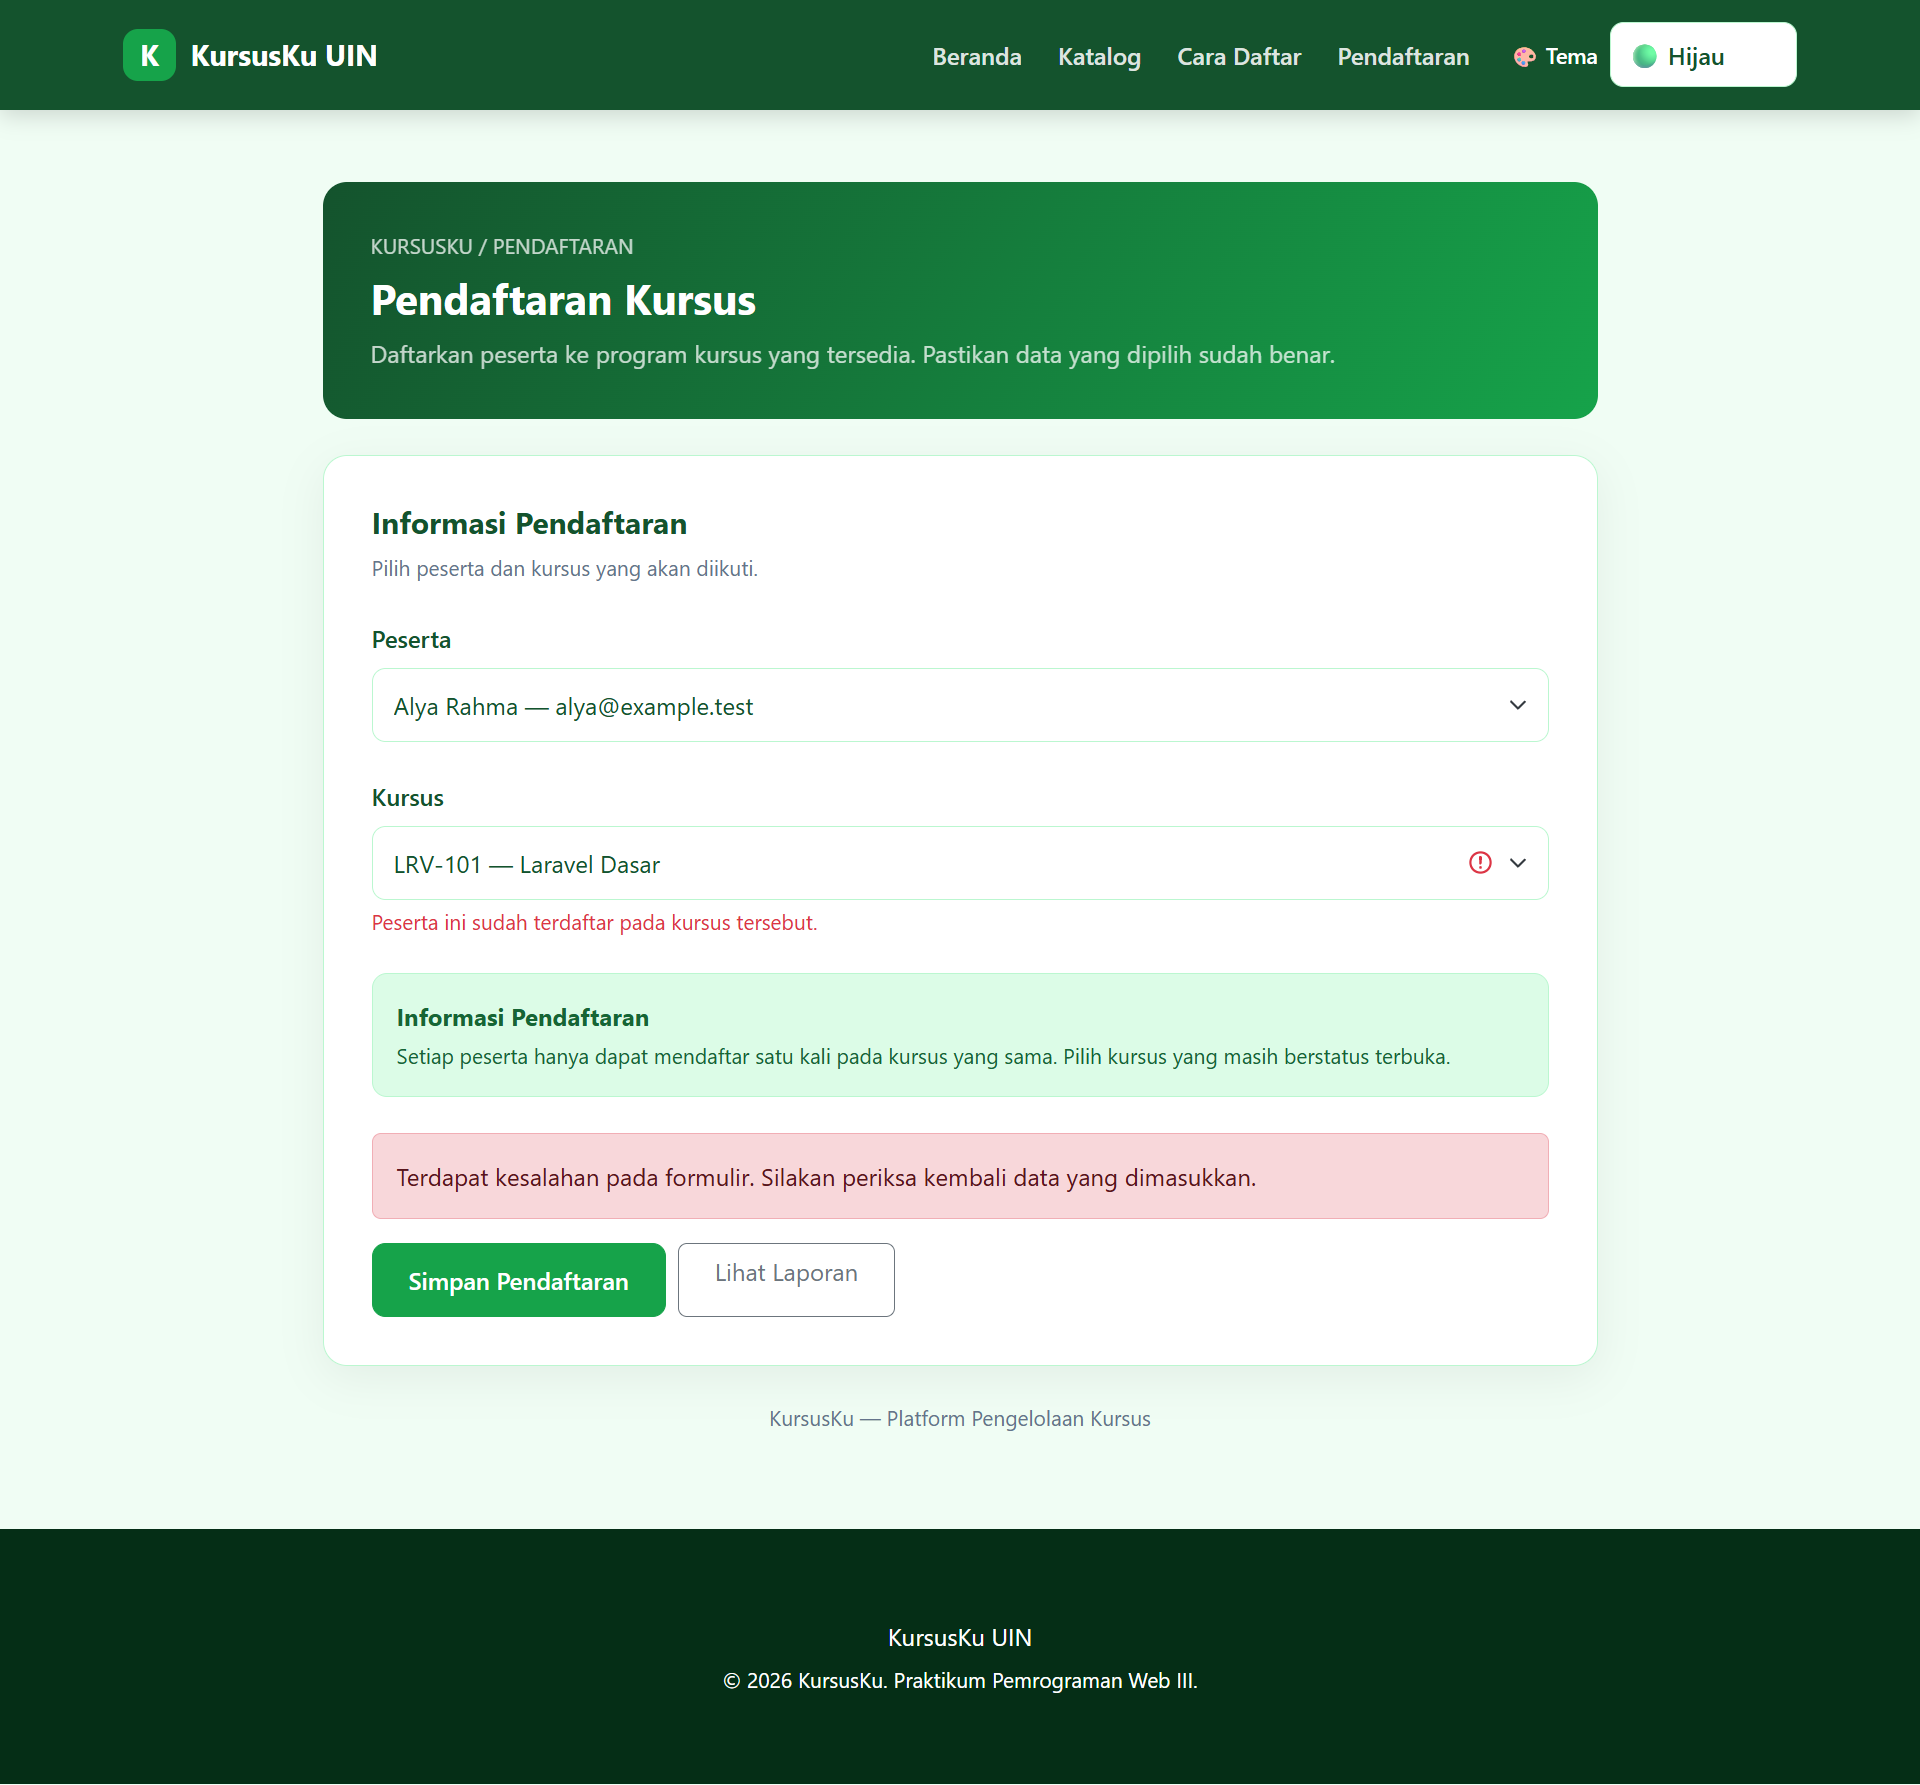 K KursusKu UIN
Beranda Katalog Cara Daftar Pendaftaran Tema Hijau
KURSUSKU / PENDAFTARAN
Pendaftaran Kursus
Daftarkan peserta ke program kursus yang tersedia. Pastikan data yang dipilih sudah benar.
Informasi Pendaftaran
Pilih peserta dan kursus yang akan diikuti.
Peserta
Alya Rahma — alya@example.test
Kursus
LRV-101 — Laravel Dasar
Peserta ini sudah terdaftar pada kursus tersebut.
Informasi Pendaftaran
Setiap peserta hanya dapat mendaftar satu kali pada kursus yang sama. Pilih kursus yang masih berstatus terbuka.
Terdapat kesalahan pada formulir. Silakan periksa kembali data yang dimasukkan.
Simpan Pendaftaran Lihat Laporan
KursusKu — Platform Pengelolaan Kursus
KursusKu UIN
© 2026 KursusKu. Praktikum Pemrograman Web III.